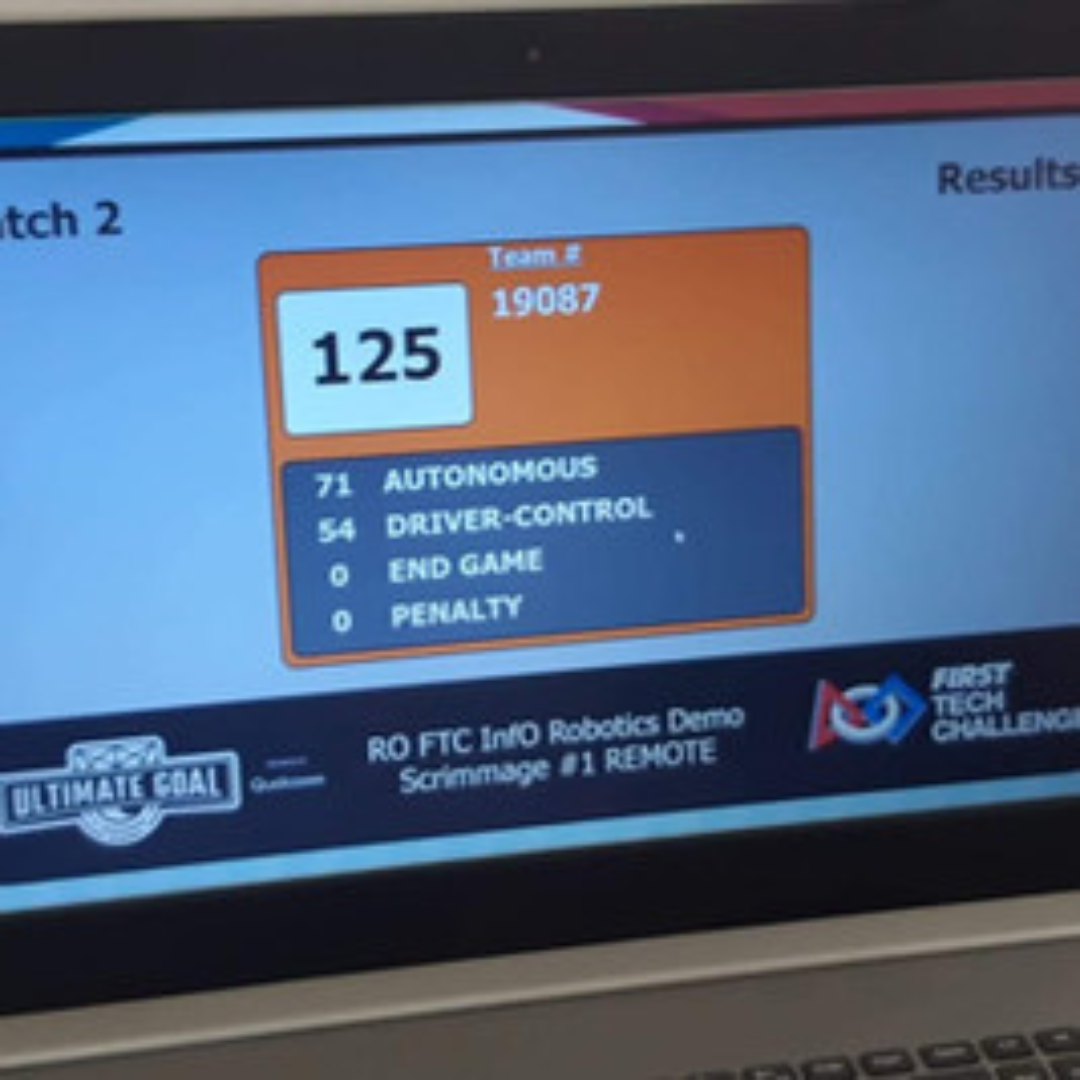 atch 2
Results
Team #
19087
125
71 AUTONOMOUS
54 DRIVER-CONTROL
0 END GAME
0 PENALTY
ULTIMATE GOAL
Qualcomm
RO FTC InfO Robotics Demo
Scrimmage #1 REMOTE
FIRST
TECH
CHALLENGE